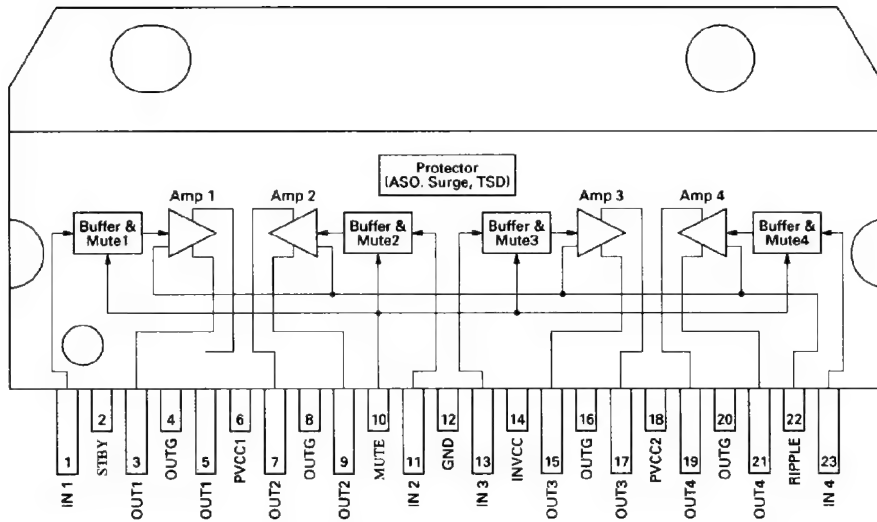 Protector
(ASO. Surge, TSD)
Amp 1
Amp 2
Amp 3
Amp 4
Buffer &
Mute1
Buffer &
Mute2
Buffer &
Mute3
Buffer &
Mute4
1
2
3
4
5
6
7
8
9
10
11
12
13
14
15
16
17
18
19
20
21
22
23
IN 1
STBY
OUT1
OUTG
OUT1
PVCC1
OUT2
OUTG
OUT2
MUTE
IN 2
GND
IN 3
INVCC
OUT3
OUTG
OUT3
PVCC2
OUT4
OUTG
OUT4
RIPPLE
IN 4